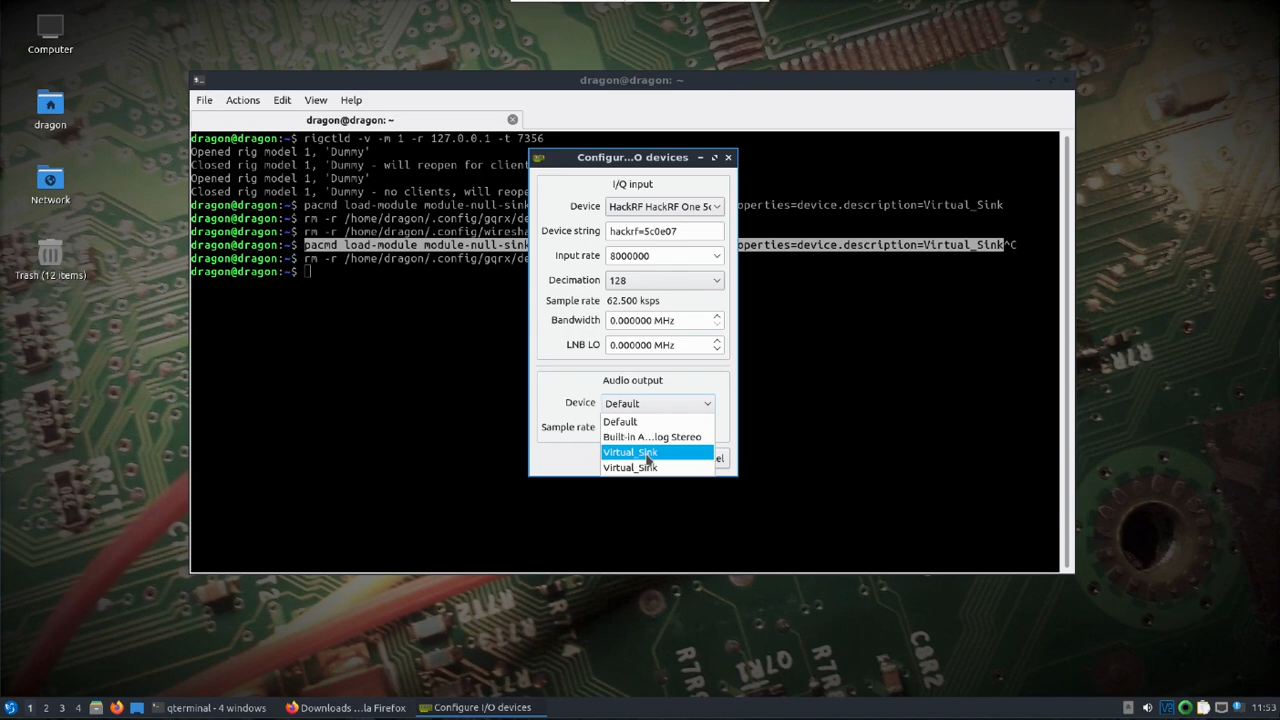 Computer
dragon
Network
Trash (12 items)
dragon@dragon: ~
File Actions Edit View Help
dragon@dragon: ~
dragon@dragon:~$ rigctld -v -m 1 -r 127.0.0.1 -t 7356
Opened rig model 1, 'Dummy'
Closed rig model 1, 'Dummy - will reopen for clien
Opened rig model 1, 'Dummy'
Closed rig model 1, 'Dummy - no clients, will reope
dragon@dragon:~$ pacmd load-module module-null-sink operties=device.description=Virtual_Sink
dragon@dragon:~$ rm -r /home/dragon/.config/gqrx/de
dragon@dragon:~$ rm -r /home/dragon/.config/wiresha
dragon@dragon:~$ pacmd load-module module-null-sink operties=device.description=Virtual_Sink^C
dragon@dragon:~$ rm -r /home/dragon/.config/gqrx/de
dragon@dragon:~$
Configur...O devices
I/Q input
Device HackRF HackRF One 5c
Device string hackrf=5c0e07
Input rate 8000000
Decimation 128
Sample rate 62.500 ksps
Bandwidth 0.000000 MHz
LNB LO 0.000000 MHz
Audio output
Device Default
Sample rate
Default
Built-in A...log Stereo
Virtual_Sink
Virtual_Sink
el
R7R
C8R2
R7R
R7R
1 2 3 4 qterminal - 4 windows Downloads ...la Firefox Configure I/O devices V2 11:53